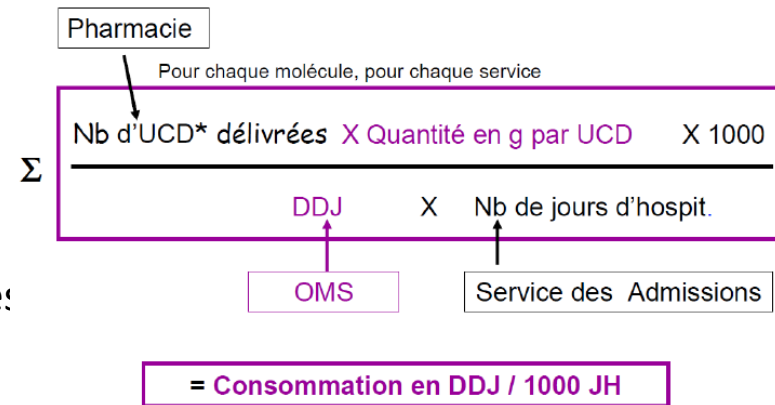 Pharmacie
Pour chaque molécule, pour chaque service
Nb d'UCD* délivrées X Quantité en g par UCD X 1000
Σ
DDJ X Nb de jours d'hospit.
OMS Service des Admissions
= Consommation en DDJ / 1000 JH